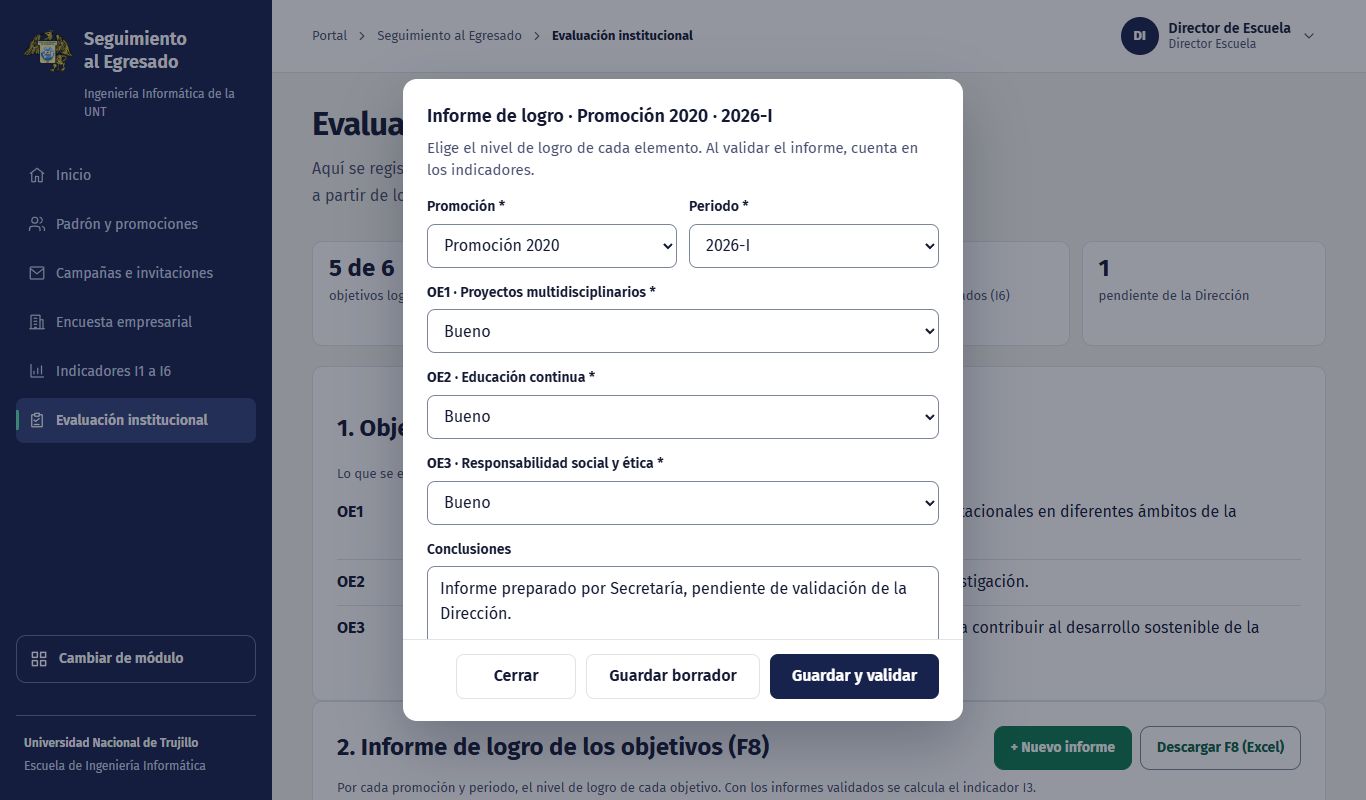 Seguimiento
al Egresado
Ingeniería Informática de la
UNT
Inicio
Padrón y promociones
Campañas e invitaciones
Encuesta empresarial
Indicadores I1 a I6
Evaluación institucional
Cambiar de módulo
Universidad Nacional de Trujillo
Escuela de Ingeniería Informática
Portal > Seguimiento al Egresado > Evaluación institucional
DI
Director de Escuela
Director Escuela
Aquí se regis
a partir de lo
5 de 6
objetivos log
dos (I6)
1
pendiente de la Dirección
1. Obje
Lo que se e
OE1
tacionales en diferentes ámbitos de la
OE2
stigación.
OE3
a contribuir al desarrollo sostenible de la
2. Informe de logro de los objetivos (F8)
+ Nuevo informe
Descargar F8 (Excel)
Por cada promoción y periodo, el nivel de logro de cada objetivo. Con los informes validados se calcula el indicador I3.
Informe de logro · Promoción 2020 · 2026-I
Elige el nivel de logro de cada elemento. Al validar el informe, cuenta en
los indicadores.
Promoción *
Periodo *
Promoción 2020
2026-I
OE1 · Proyectos multidisciplinarios *
Bueno
OE2 · Educación continua *
Bueno
OE3 · Responsabilidad social y ética *
Bueno
Conclusiones
Informe preparado por Secretaría, pendiente de validación de la
Dirección.
Cerrar
Guardar borrador
Guardar y validar